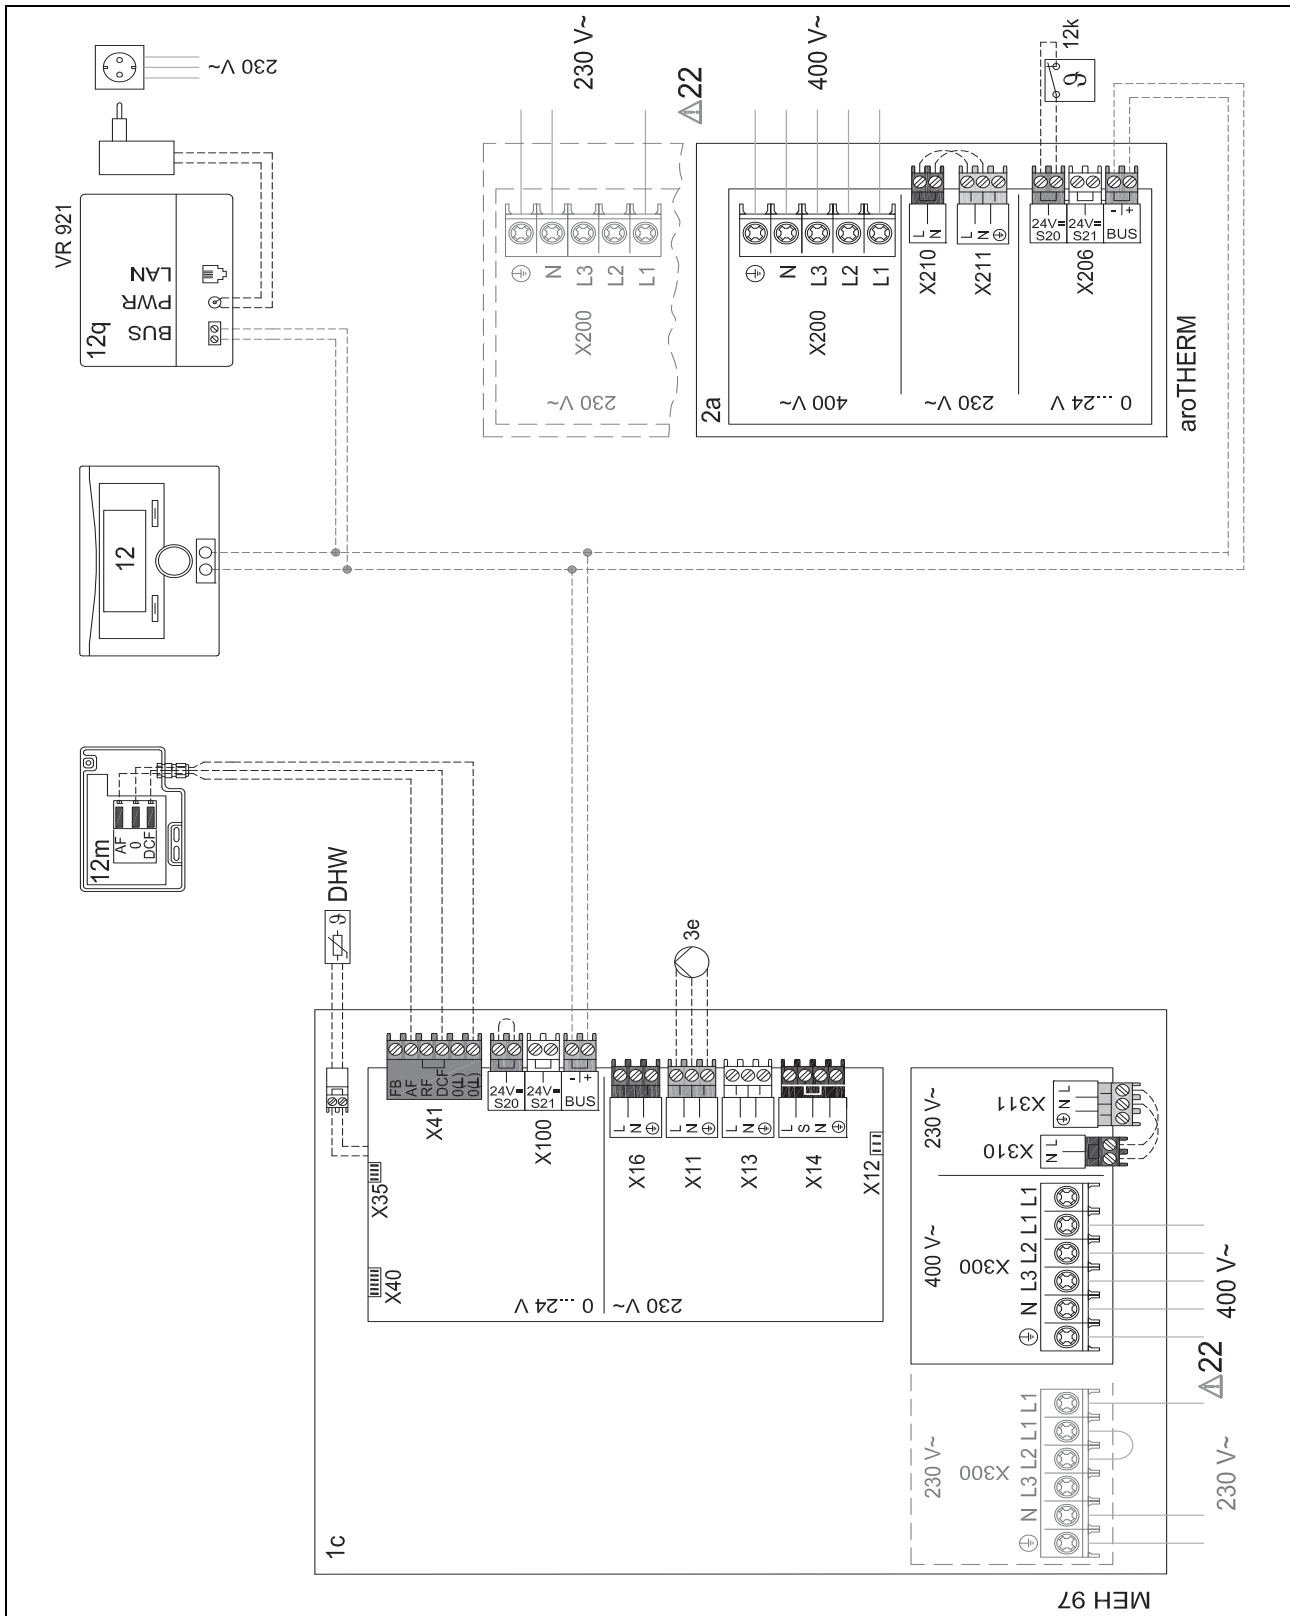 230 V~
VR 921
12q
LAN
PWR
BUS
12
12m
AF
0
DCF
DHW
230 V~
⚠22
400 V~
12k
ϑ
⏚
N
L3
L2
L1
X200
230 V~
2a
⏚
N
L3
L2
L1
X200
400 V~
L
N
X210
L
N
⏚
X211
230 V~
24V=
S20
24V=
S21
- +
BUS
X206
0...24 V
aroTHERM
ϑ
3e
1c
FB
AF
RF
DCF
0(⊥)
0(⊥)
X41
24V=
S20
24V=
S21
- +
BUS
X100
L
N
⏚
X16
L
N
⏚
X11
L
N
⏚
X13
L
S
N
⏚
X14
X12
X35
X40
0...24 V
230 V~
230 V~
X311
⏚ N L
X310
N L
400 V~
X300
⏚ N L3 L2 L1 L1
400 V~
⚠22
230 V~
X300
⏚ N L3 L2 L1 L1
230 V~
MEH 97